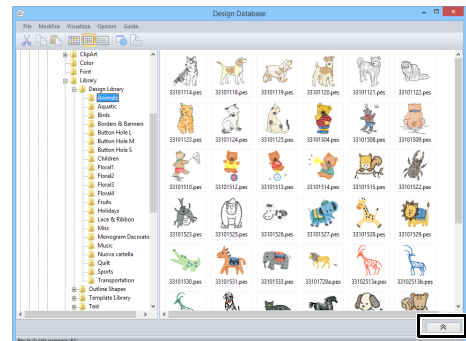 Design Database
File Modifica Visualizza Opzioni Guide
ClipArt
Color
Font
Library
Design Library
Animals
Aquatic
Birds
Borders & Banners
Button Hole L
Button Hole M
Button Hole S
Children
Floral1
Floral2
Floral3
Floral4
Fruits
Holidays
Lace & Ribbon
Misc
Monogram Decoratic
Music
Nuova cartella
Quilt
Sports
Transportation
Outline Shapes
Template Library
Text
33101114.pes 33101118.pes 33101119.pes 33101120.pes 33101121.pes 33101122.pes
33101123.pes 33101124.pes 33101125.pes 33101504.pes 33101508.pes 33101509.pes
33101510.pes 33101512.pes 33101513.pes 33101514.pes 33101515.pes 33101522.pes
33101523.pes 33101525.pes 33101526.pes 33101527.pes 33101528.pes 33101529.pes
33101530.pes 33101531.pes 33101533.pes 33101728a.pes 33102513a.pes 33102513b.pes